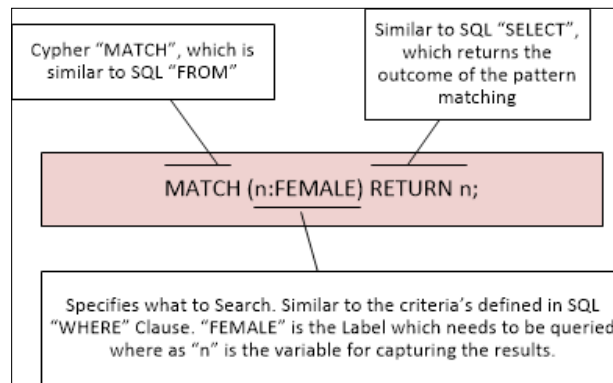 Cypher “MATCH”, which is
similar to SQL “FROM”
Similar to SQL “SELECT”,
which returns the
outcome of the pattern
matching
MATCH (n:FEMALE) RETURN n;
Specifies what to Search. Similar to the criteria’s defined in SQL
“WHERE” Clause. “FEMALE” is the Label which needs to be queried
where as “n” is the variable for capturing the results.